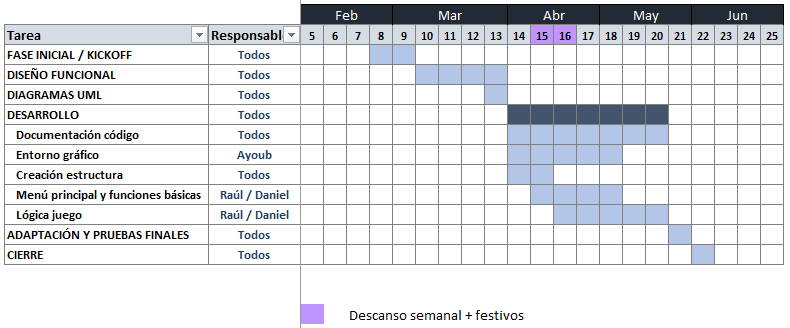 Feb Mar Abr May Jun
Tarea Responsable 5 6 7 8 9 10 11 12 13 14 15 16 17 18 19 20 21 22 23 24 25
FASE INICIAL / KICKOFF Todos
DISEÑO FUNCIONAL Todos
DIAGRAMAS UML Todos
DESARROLLO Todos
Documentación código Todos
Entorno gráfico Ayoub
Creación estructura Todos
Menú principal y funciones básicas Raúl / Daniel
Lógica juego Raúl / Daniel
ADAPTACIÓN Y PRUEBAS FINALES Todos
CIERRE Todos
Descanso semanal + festivos